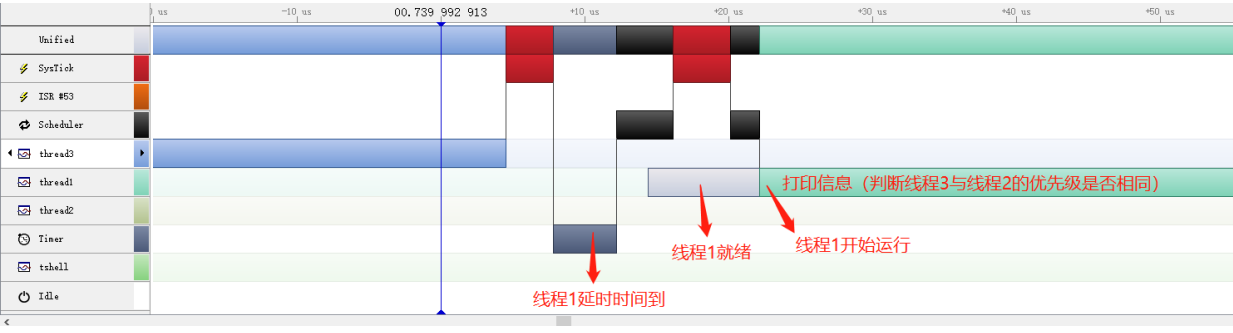 ) us
-10 us
00.739 992 913
+10 us
+20 us
+30 us
+40 us
+50 us
Unified
SysTick
ISR #53
Scheduler
thread3
thread1
打印信息（判断线程3与线程2的优先级是否相同）
thread2
Timer
线程1就绪
线程1开始运行
tshell
Idle
线程1延时时间到